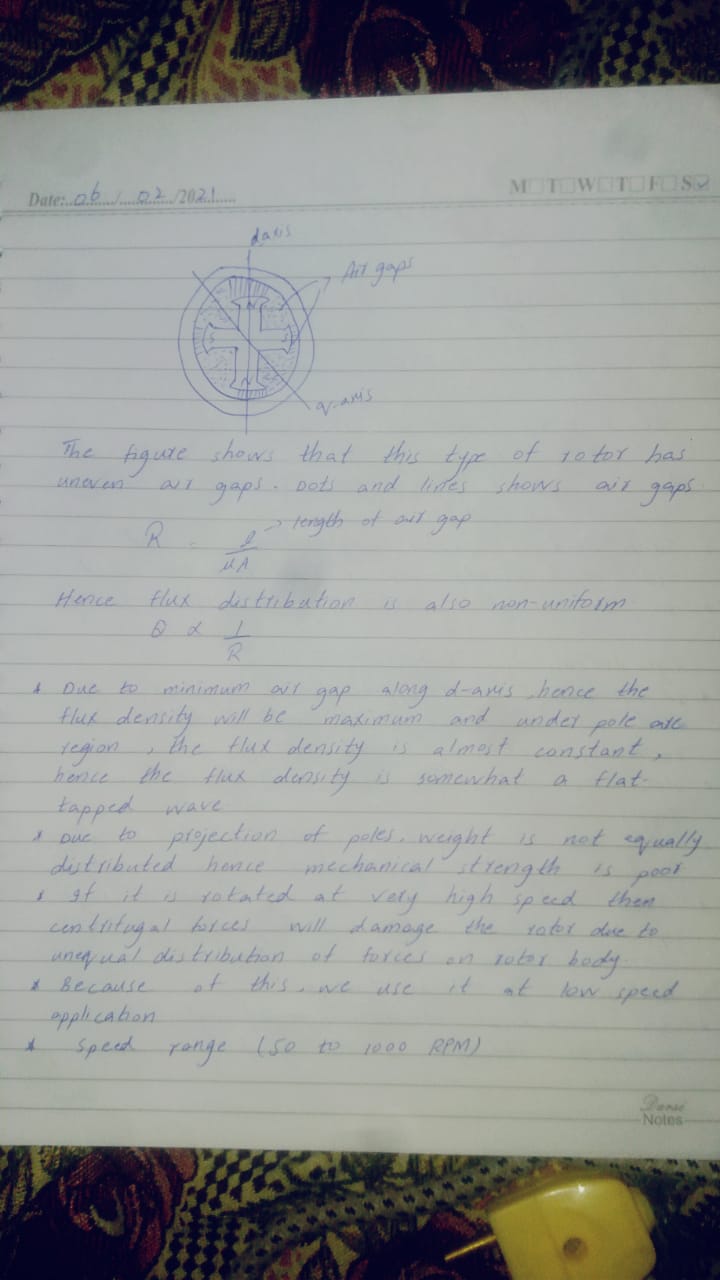 Date:..06../....02../2021.....
M T W T F S
d axis
Air gaps
N
S
S
N
q-axis
The figure shows that this type of rotor has
uneven air gaps. Dots and lines shows air gaps
R = l/μA → length of air gap
Hence flux distribution is also non-uniform
Q ∝ 1/R
* Due to minimum air gap along d-axis, hence the
flux density will be maximum and under pole arc
region, the flux density is almost constant,
hence the flux density is somewhat a flat-
tapped wave
* Due to projection of poles, weight is not equally
distributed hence mechanical strength is poor
* If it is rotated at very high speed then
centrifugal forces will damage the rotor due to
unequal distribution of forces on rotor body.
* Because of this, we use it at low speed
application
* Speed range (50 to 1000 RPM)
Notes